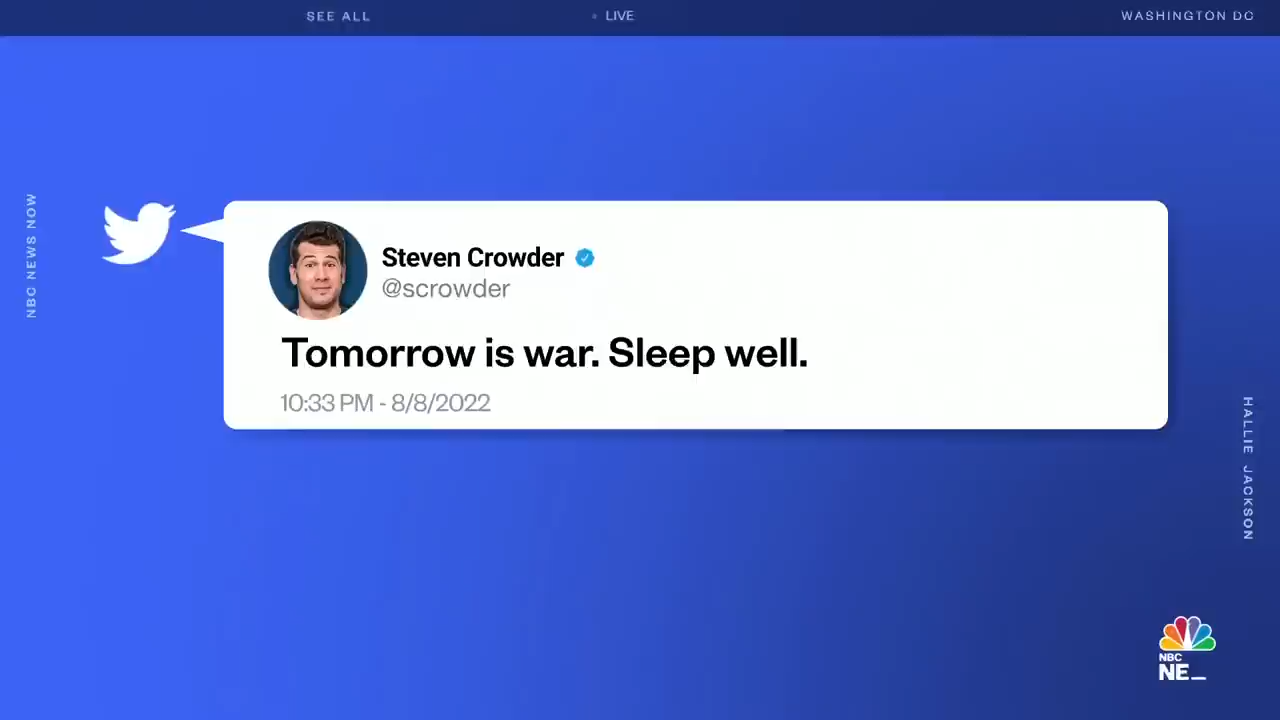 SEE ALL
LIVE
WASHINGTON DC
NBC NEWS NOW
Steven Crowder
@scrowder
Tomorrow is war. Sleep well.
10:33 PM - 8/8/2022
HALLIE JACKSON
NBC
NE_